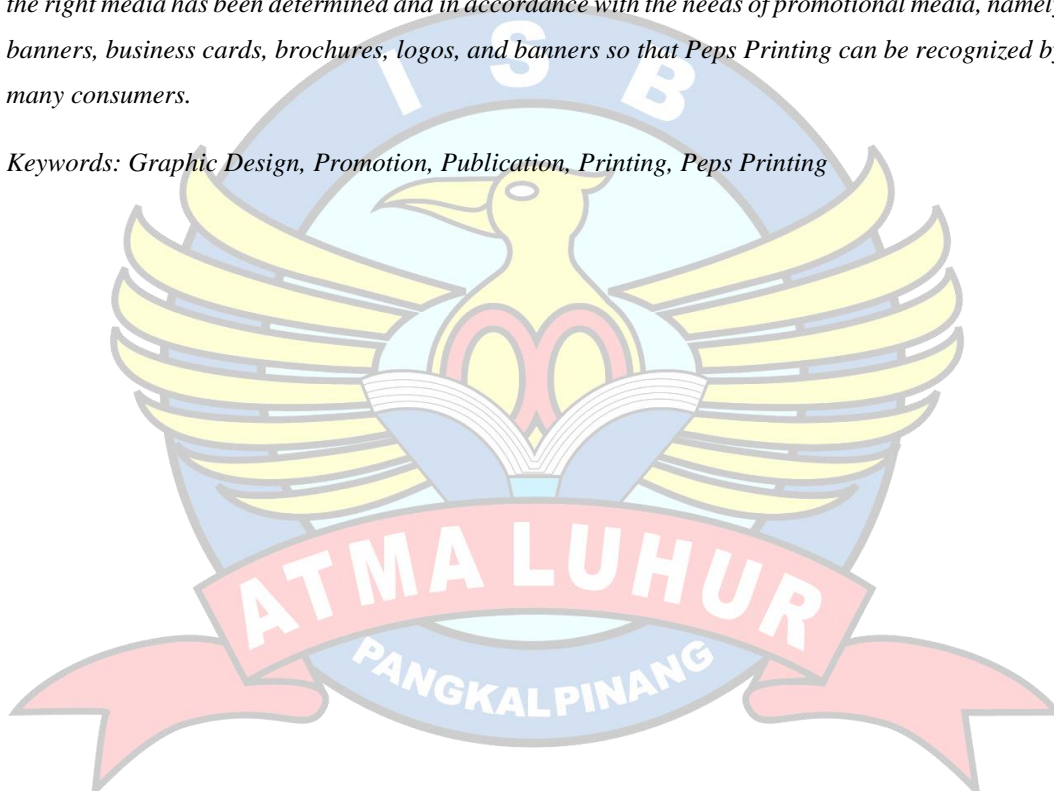 the right media has been determined and in accordance with the needs of promotional media, namely
banners, business cards, brochures, logos, and banners so that Peps Printing can be recognized by
many consumers.
Keywords: Graphic Design, Promotion, Publication, Printing, Peps Printing
I S B
ATMA LUHUR
PANGKALPINANG